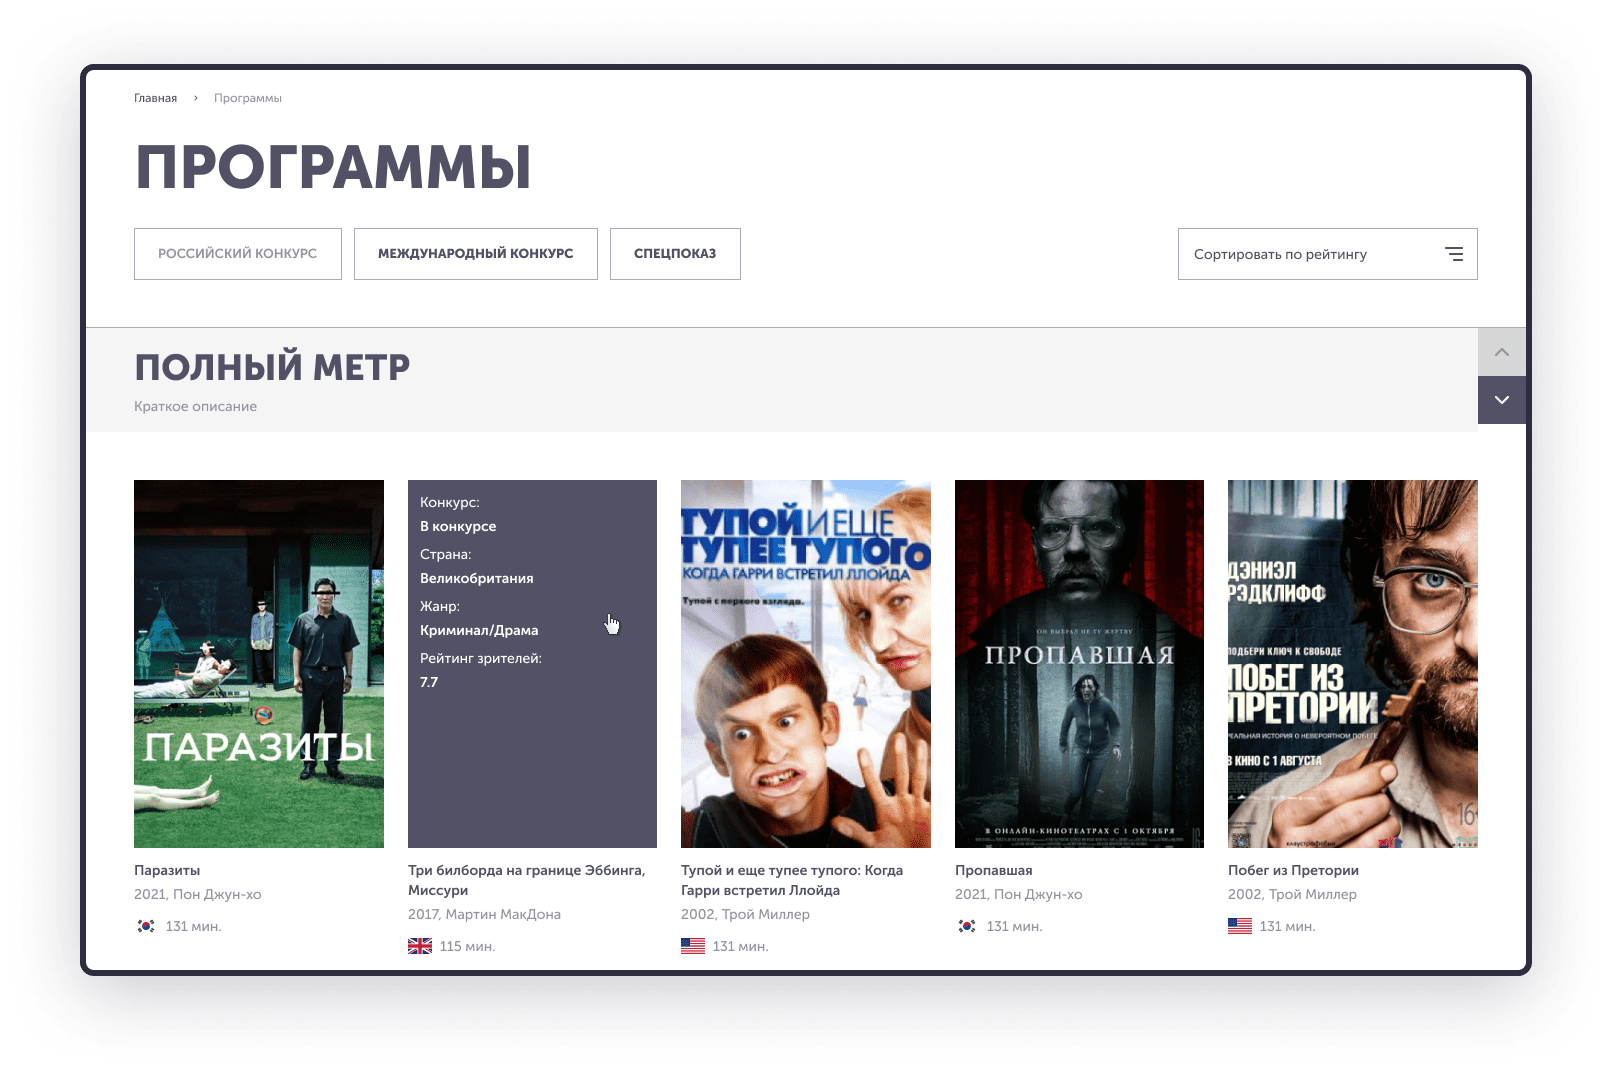 Главная › Программы
ПРОГРАММЫ
РОССИЙСКИЙ КОНКУРС
МЕЖДУНАРОДНЫЙ КОНКУРС
СПЕЦПОКАЗ
Сортировать по рейтингу
ПОЛНЫЙ МЕТР
Краткое описание
ПАРАЗИТЫ
Паразиты
2021, Пон Джун-хо
131 мин.
Конкурс:
В конкурсе
Страна:
Великобритания
Жанр:
Криминал/Драма
Рейтинг зрителей:
7.7
Три билборда на границе Эббинга,
Миссури
2017, Мартин МакДона
115 мин.
ТУПОЙ И ЕЩЕ
ТУПЕЕ ТУПОГО
КОГДА ГАРРИ ВСТРЕТИЛ ЛЛОЙДА
Тупой с первого взгляда.
Тупой и еще тупее тупого: Когда
Гарри встретил Ллойда
2002, Трой Миллер
131 мин.
ОН ВЫБРАЛ НЕ ТУ ЖЕРТВУ
ПРОПАВШАЯ
В ОНЛАЙН-КИНОТЕАТРАХ С 1 ОКТЯБРЯ
Пропавшая
2021, Пон Джун-хо
131 мин.
ДЭНИЭЛ
РЭДКЛИФФ
ПОДБЕРИ КЛЮЧ К СВОБОДЕ
ПОБЕГ ИЗ
ПРЕТОРИИ
РЕАЛЬНАЯ ИСТОРИЯ О НЕВЕРОЯТНОМ ПОБЕГЕ
В КИНО С 1 АВГУСТА
16
клаустрофобия
Побег из Претории
2002, Трой Миллер
131 мин.